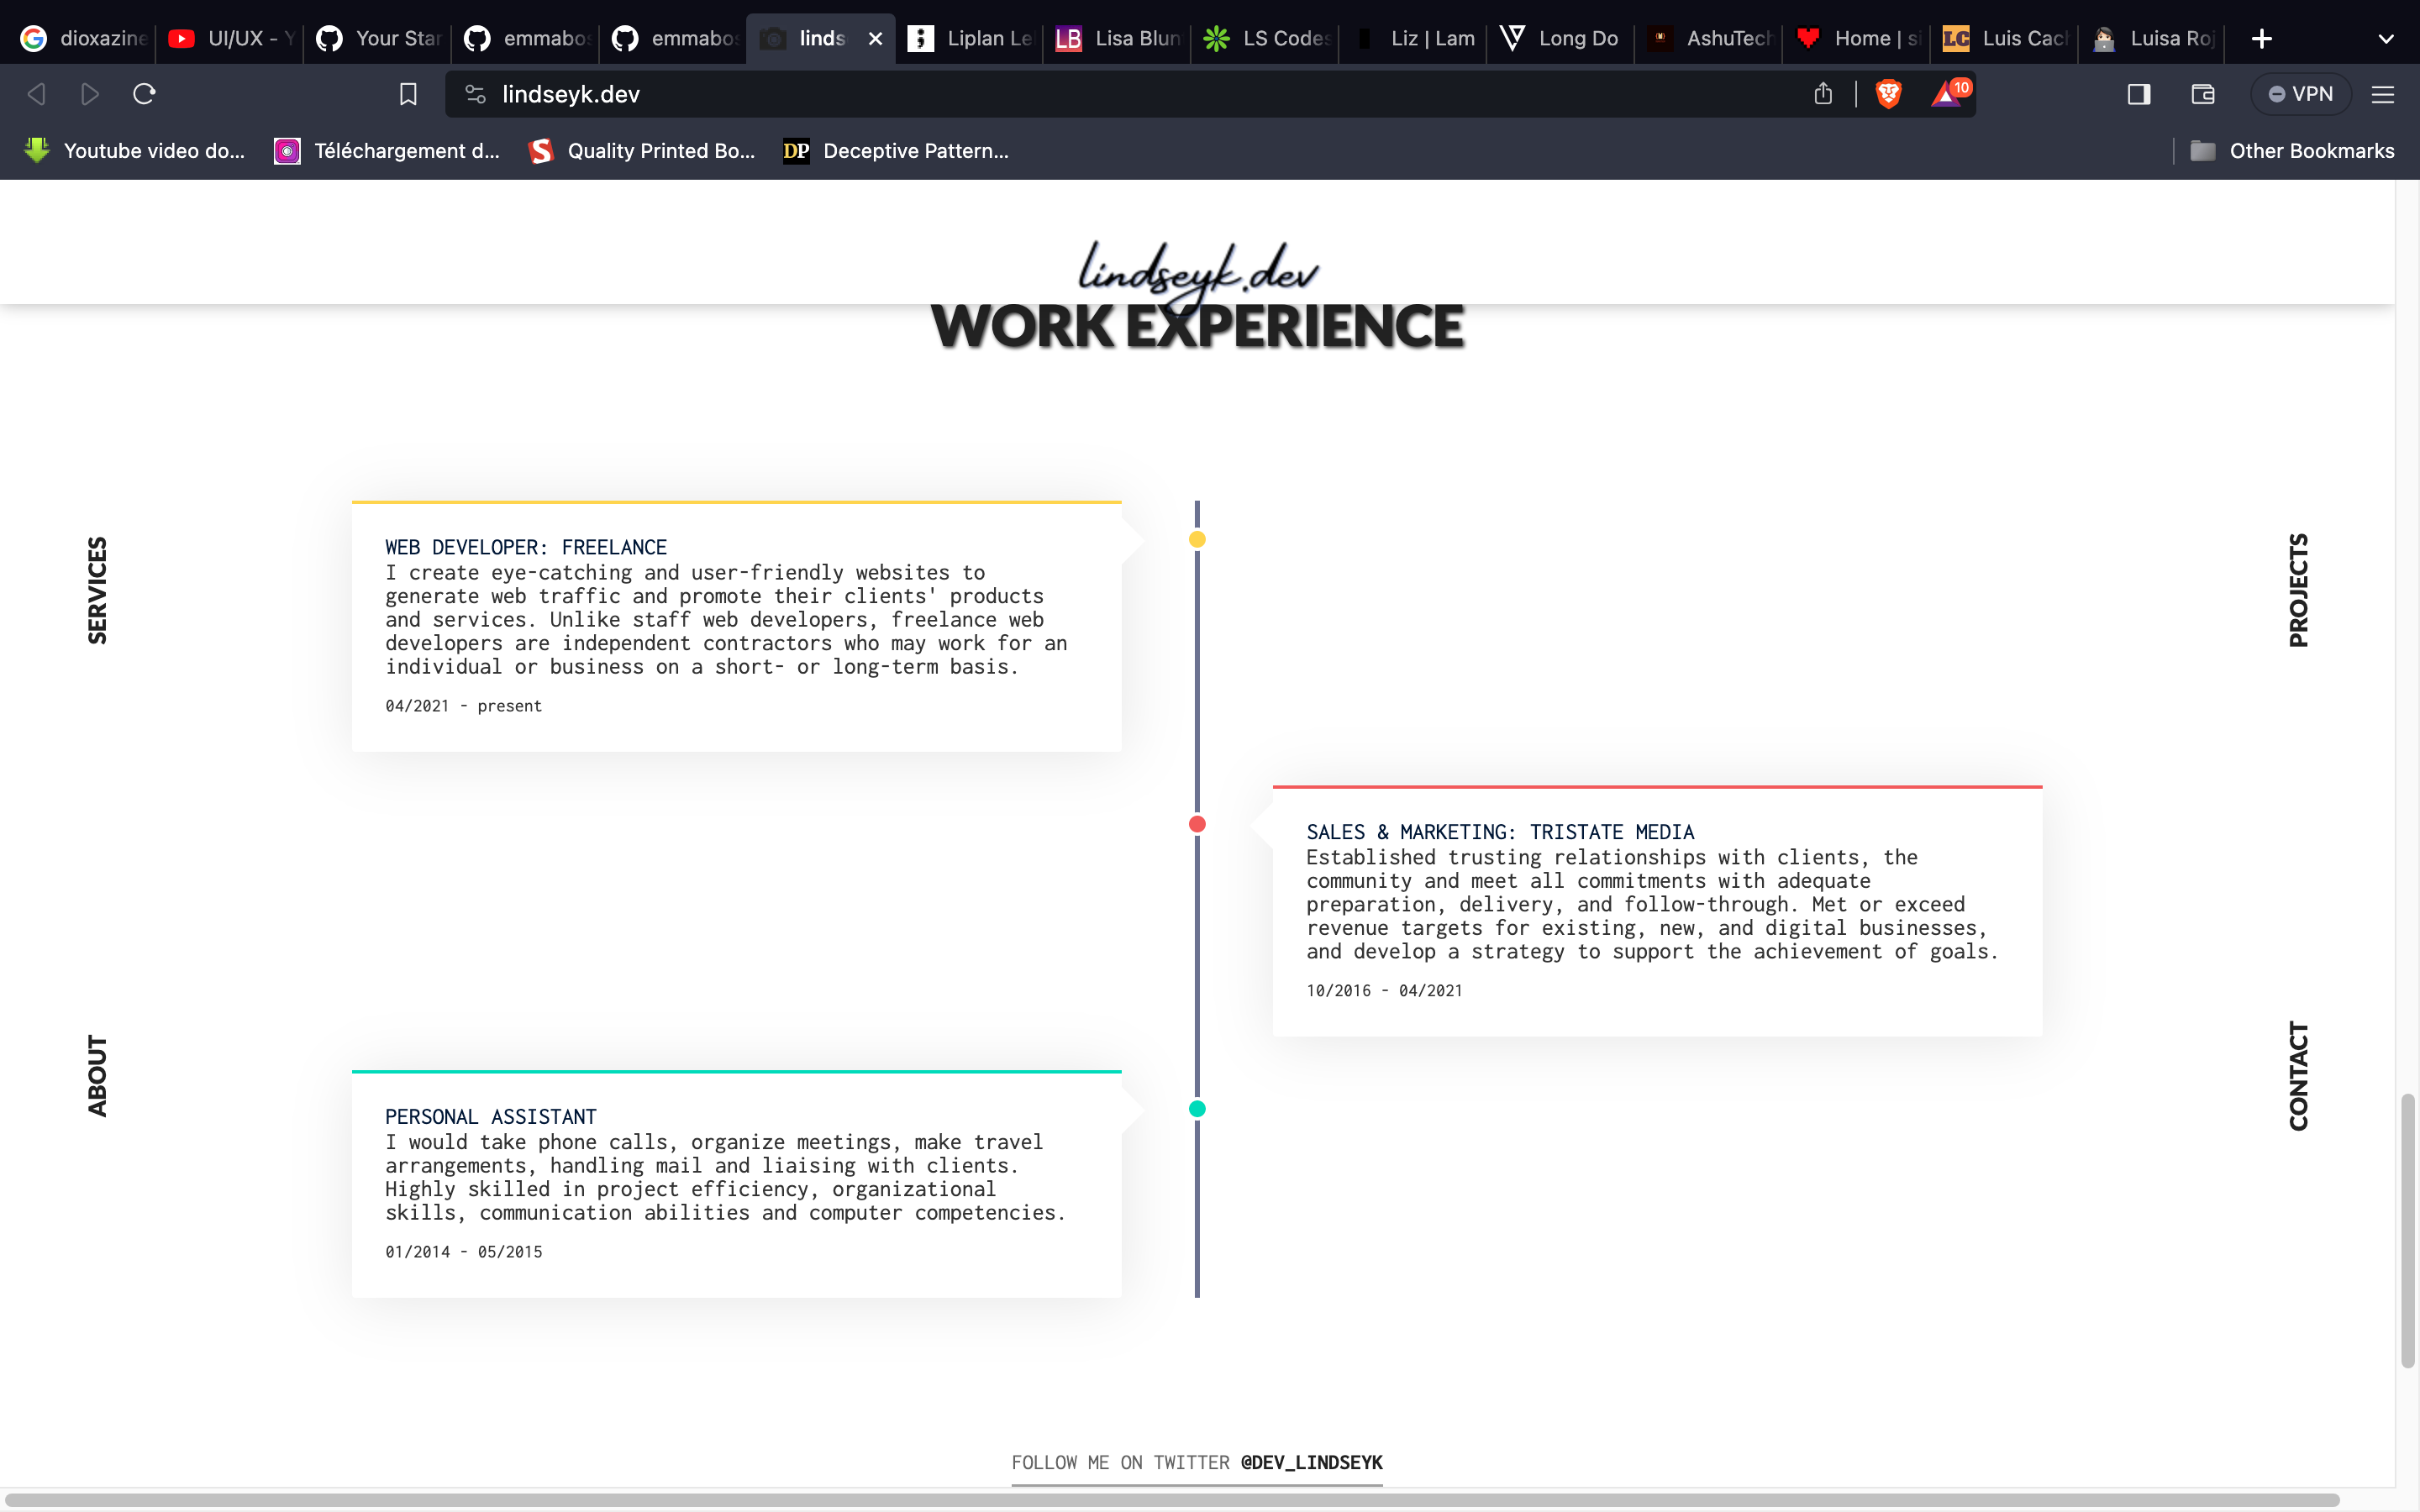 dioxazine
UI/UX - Y
Your Star
emmabos
emmabos
linds
Liplan Le
LB Lisa Blun
LS Codes
Liz | Lam
Long Do
AshuTech
Home | si
LC Luis Cach
Luisa Roj
lindseyk.dev
10
VPN
Youtube video do...
Téléchargement d...
Quality Printed Bo...
DP Deceptive Pattern...
Other Bookmarks
lindseyk.dev
WORK EXPERIENCE
SERVICES
PROJECTS
WEB DEVELOPER: FREELANCE
I create eye-catching and user-friendly websites to
generate web traffic and promote their clients' products
and services. Unlike staff web developers, freelance web
developers are independent contractors who may work for an
individual or business on a short- or long-term basis.
04/2021 - present
SALES & MARKETING: TRISTATE MEDIA
Established trusting relationships with clients, the
community and meet all commitments with adequate
preparation, delivery, and follow-through. Met or exceed
revenue targets for existing, new, and digital businesses,
and develop a strategy to support the achievement of goals.
10/2016 - 04/2021
ABOUT
CONTACT
PERSONAL ASSISTANT
I would take phone calls, organize meetings, make travel
arrangements, handling mail and liaising with clients.
Highly skilled in project efficiency, organizational
skills, communication abilities and computer competencies.
01/2014 - 05/2015
FOLLOW ME ON TWITTER @DEV_LINDSEYK